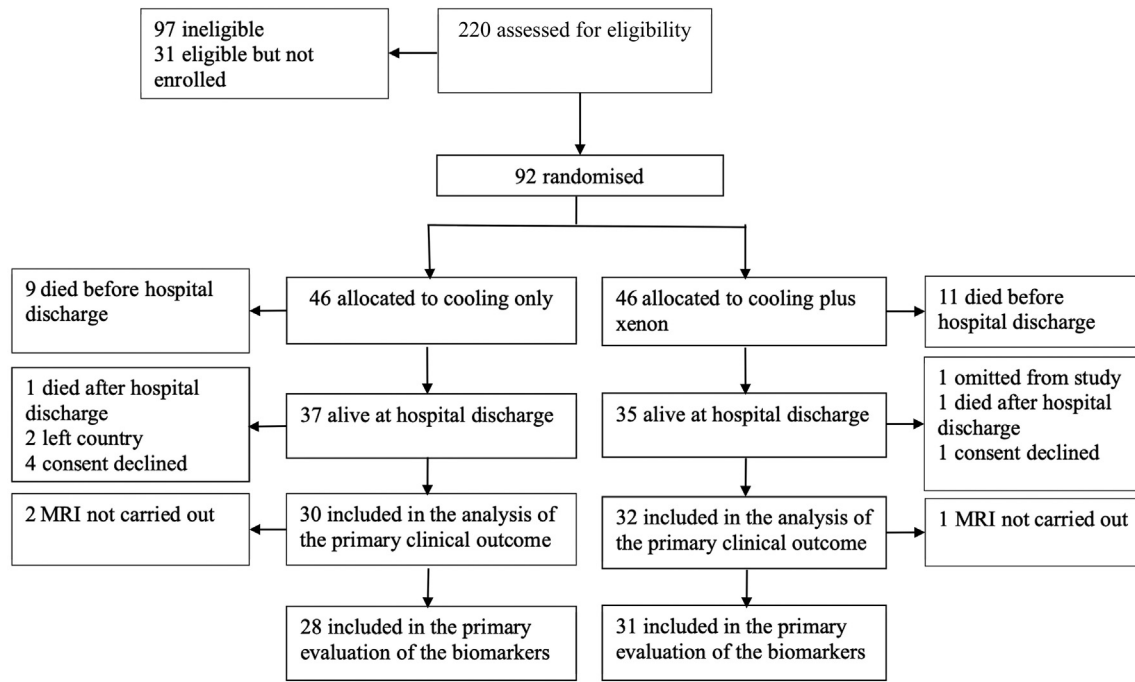 97 ineligible
31 eligible but not
enrolled
220 assessed for eligibility
92 randomised
9 died before hospital
discharge
46 allocated to cooling only
46 allocated to cooling plus
xenon
11 died before
hospital discharge
1 died after hospital
discharge
2 left country
4 consent declined
37 alive at hospital discharge
35 alive at hospital discharge
1 omitted from study
1 died after hospital
discharge
1 consent declined
2 MRI not carried out
30 included in the analysis of
the primary clinical outcome
32 included in the analysis of
the primary clinical outcome
1 MRI not carried out
28 included in the primary
evaluation of the biomarkers
31 included in the primary
evaluation of the biomarkers